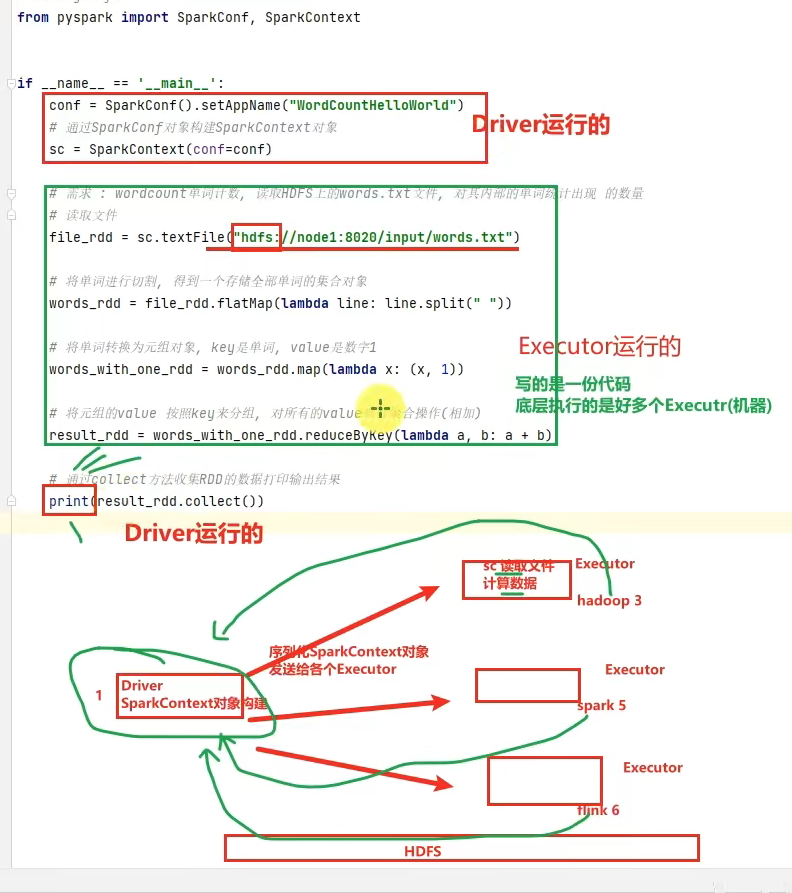 from pyspark import SparkConf, SparkContext
if __name__ == '__main__':
conf = SparkConf().setAppName("WordCountHelloWorld")
Driver运行的
# 通过SparkConf对象构建SparkContext对象
sc = SparkContext(conf=conf)
# 需求 : wordcount单词计数, 读取HDFS上的words.txt文件, 对其内部的单词统计出现 的数量
# 读取文件
file_rdd = sc.textFile("hdfs://node1:8020/input/words.txt")
# 将单词进行切割, 得到一个存储全部单词的集合对象
words_rdd = file_rdd.flatMap(lambda line: line.split(" "))
Executor运行的
# 将单词转换为元组对象, key是单词, value是数字1
words_with_one_rdd = words_rdd.map(lambda x: (x, 1))
写的是一份代码
底层执行的是好多个Executr(机器)
# 将元组的value 按照key来分组, 对所有的value聚合操作(相加)
result_rdd = words_with_one_rdd.reduceByKey(lambda a, b: a + b)
# 通过collect方法收集RDD的数据打印输出结果
print(result_rdd.collect())
Driver运行的
sc 读取文件
计算数据
Executor
hadoop 3
序列化SparkContext对象
发送给各个Executor
Executor
1
Driver
SparkContext对象构建
spark 5
Executor
flink 6
HDFS